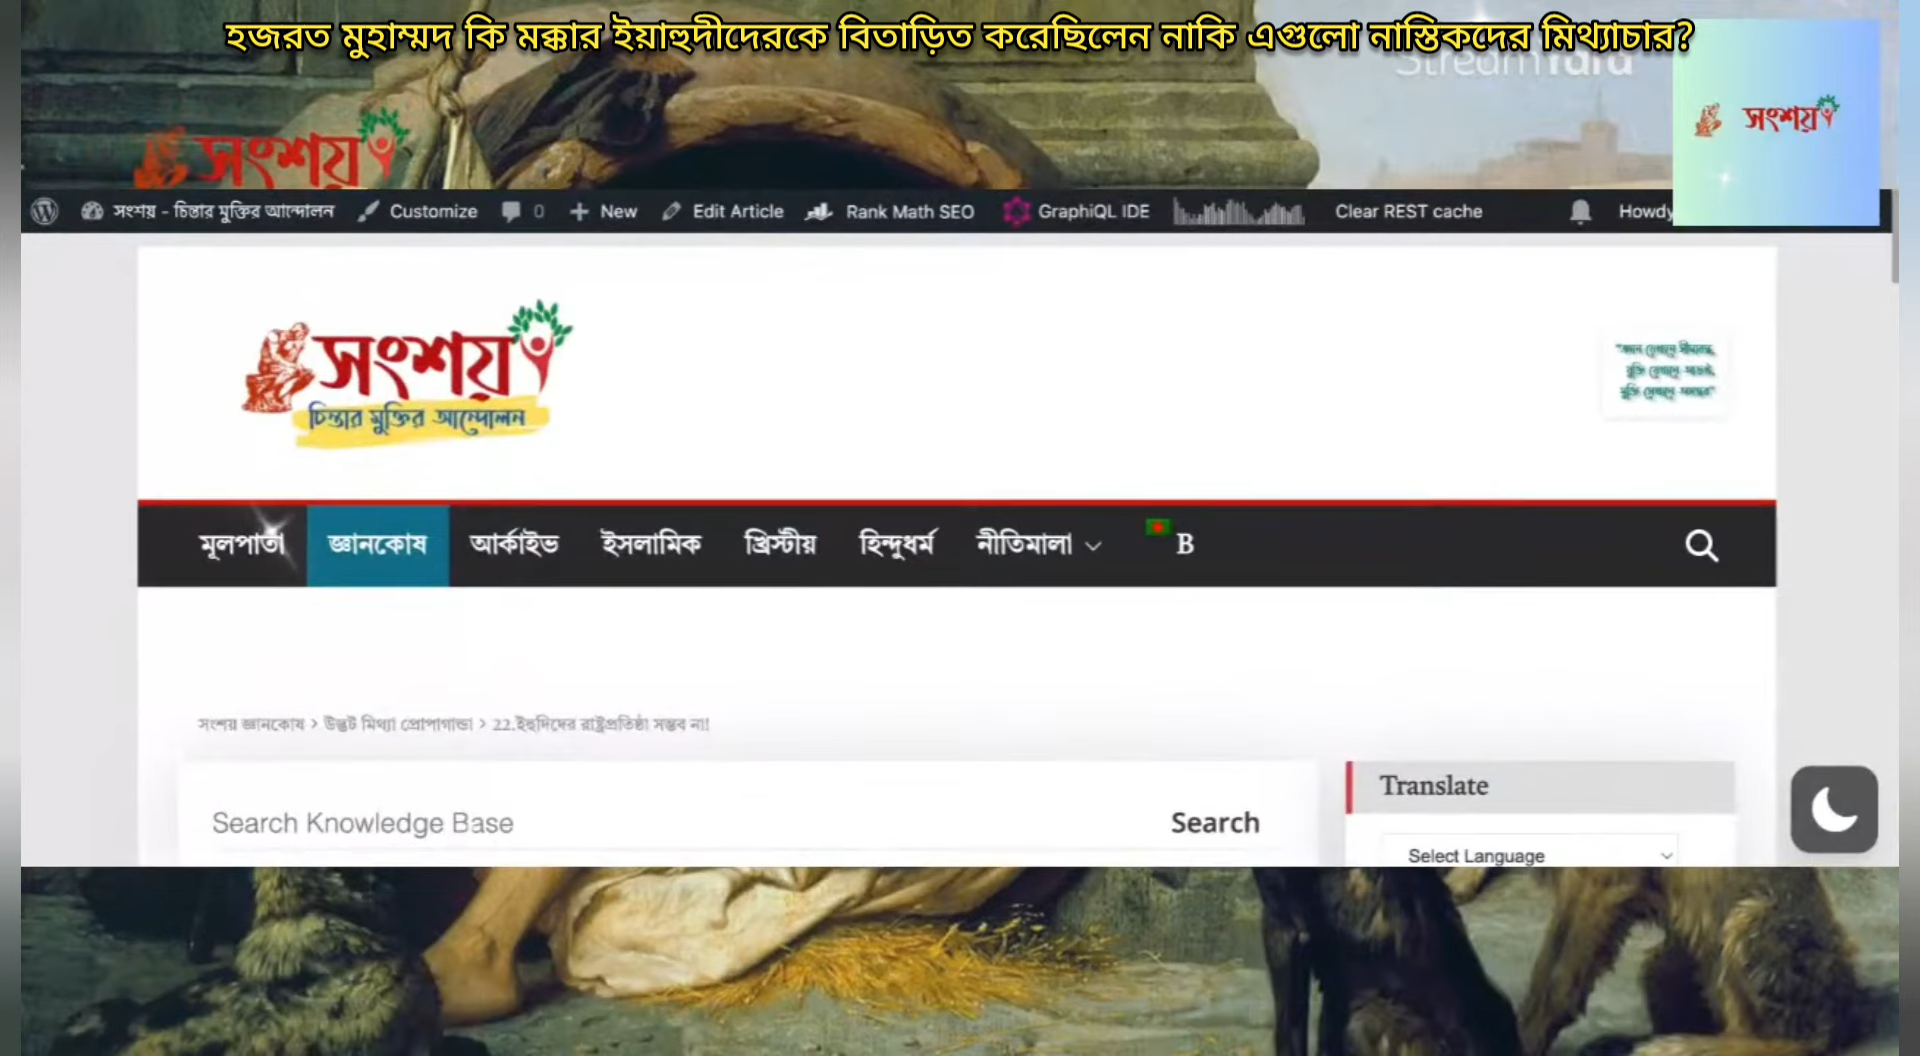 হজরত মুহাম্মদ কি মক্কার ইয়াহুদীদেরকে বিতাড়িত করেছিলেন নাকি এগুলো নাস্তিকদের মিথ্যাচার?
StreamYard
সংশয়
সংশয়
সংশয় - চিন্তার মুক্তির আন্দোলন Customize 0 New Edit Article Rank Math SEO GraphiQL IDE Clear REST cache Howdy
সংশয়
চিন্তার মুক্তির আন্দোলন
মূলপাতা জ্ঞানকোষ আর্কাইভ ইসলামিক খ্রিস্টীয় হিন্দুধর্ম নীতিমালা B
সংশয় জ্ঞানকোষ > উদ্ভট মিথ্যা প্রোপাগান্ডা > 22.ইহুদিদের রাষ্ট্রপ্রতিষ্ঠা সম্ভব না!
Translate
Search Knowledge Base Search
Select Language